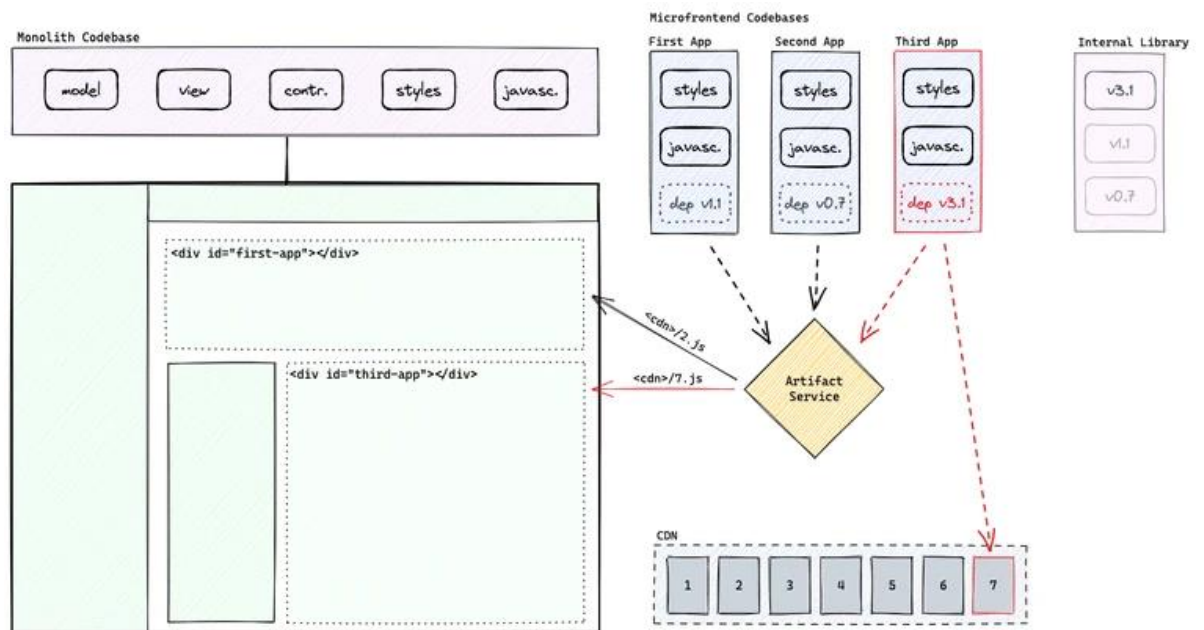 Microfrontend Codebases
Monolith Codebase
First App
Second App
Third App
Internal Library
model
view
contr.
styles
javasc.
styles
styles
styles
v3.1
javasc.
javasc.
javasc.
v1.1
dep v1.1
dep v0.7
dep v3.1
v0.7
<div id="first-app"></div>
<cdn>/2.js
<div id="third-app"></div>
<cdn>/7.js
Artifact
Service
CDN
1
2
3
4
5
6
7